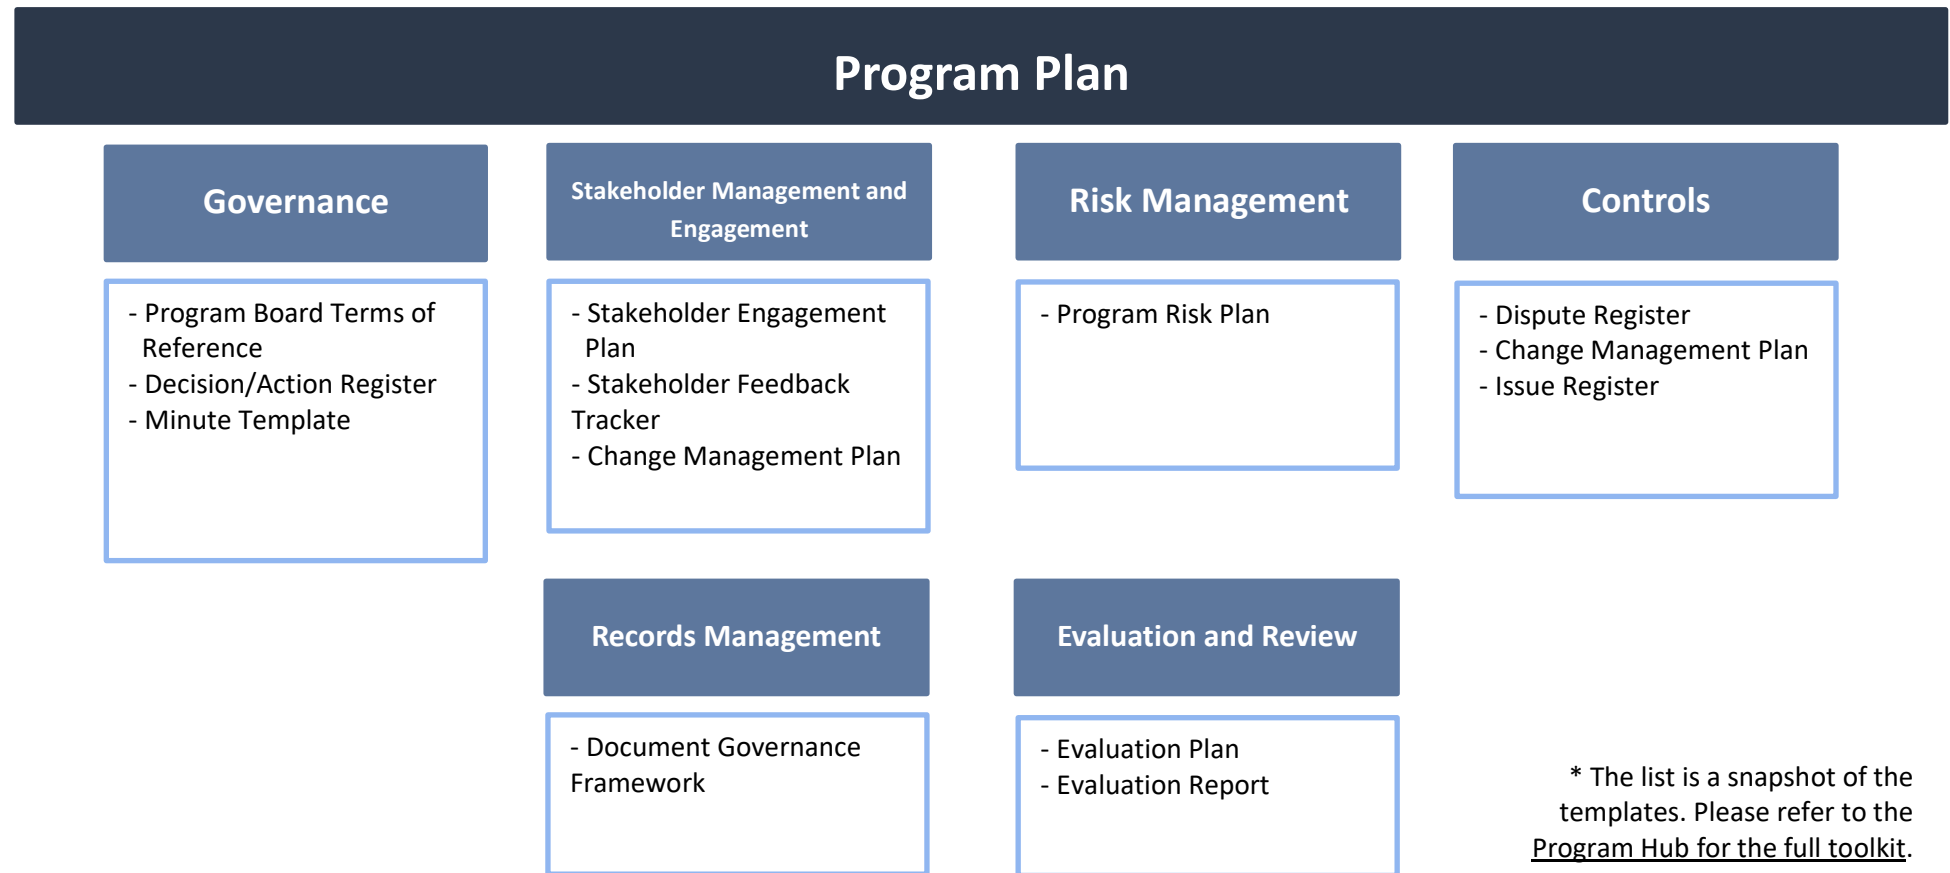 Program Plan
Governance
- Program Board Terms of
Reference
- Decision/Action Register
- Minute Template
Stakeholder Management and
Engagement
- Stakeholder Engagement
Plan
- Stakeholder Feedback
Tracker
- Change Management Plan
Risk Management
- Program Risk Plan
Controls
- Dispute Register
- Change Management Plan
- Issue Register
Records Management
- Document Governance
Framework
Evaluation and Review
- Evaluation Plan
- Evaluation Report
* The list is a snapshot of the
templates. Please refer to the
Program Hub for the full toolkit.